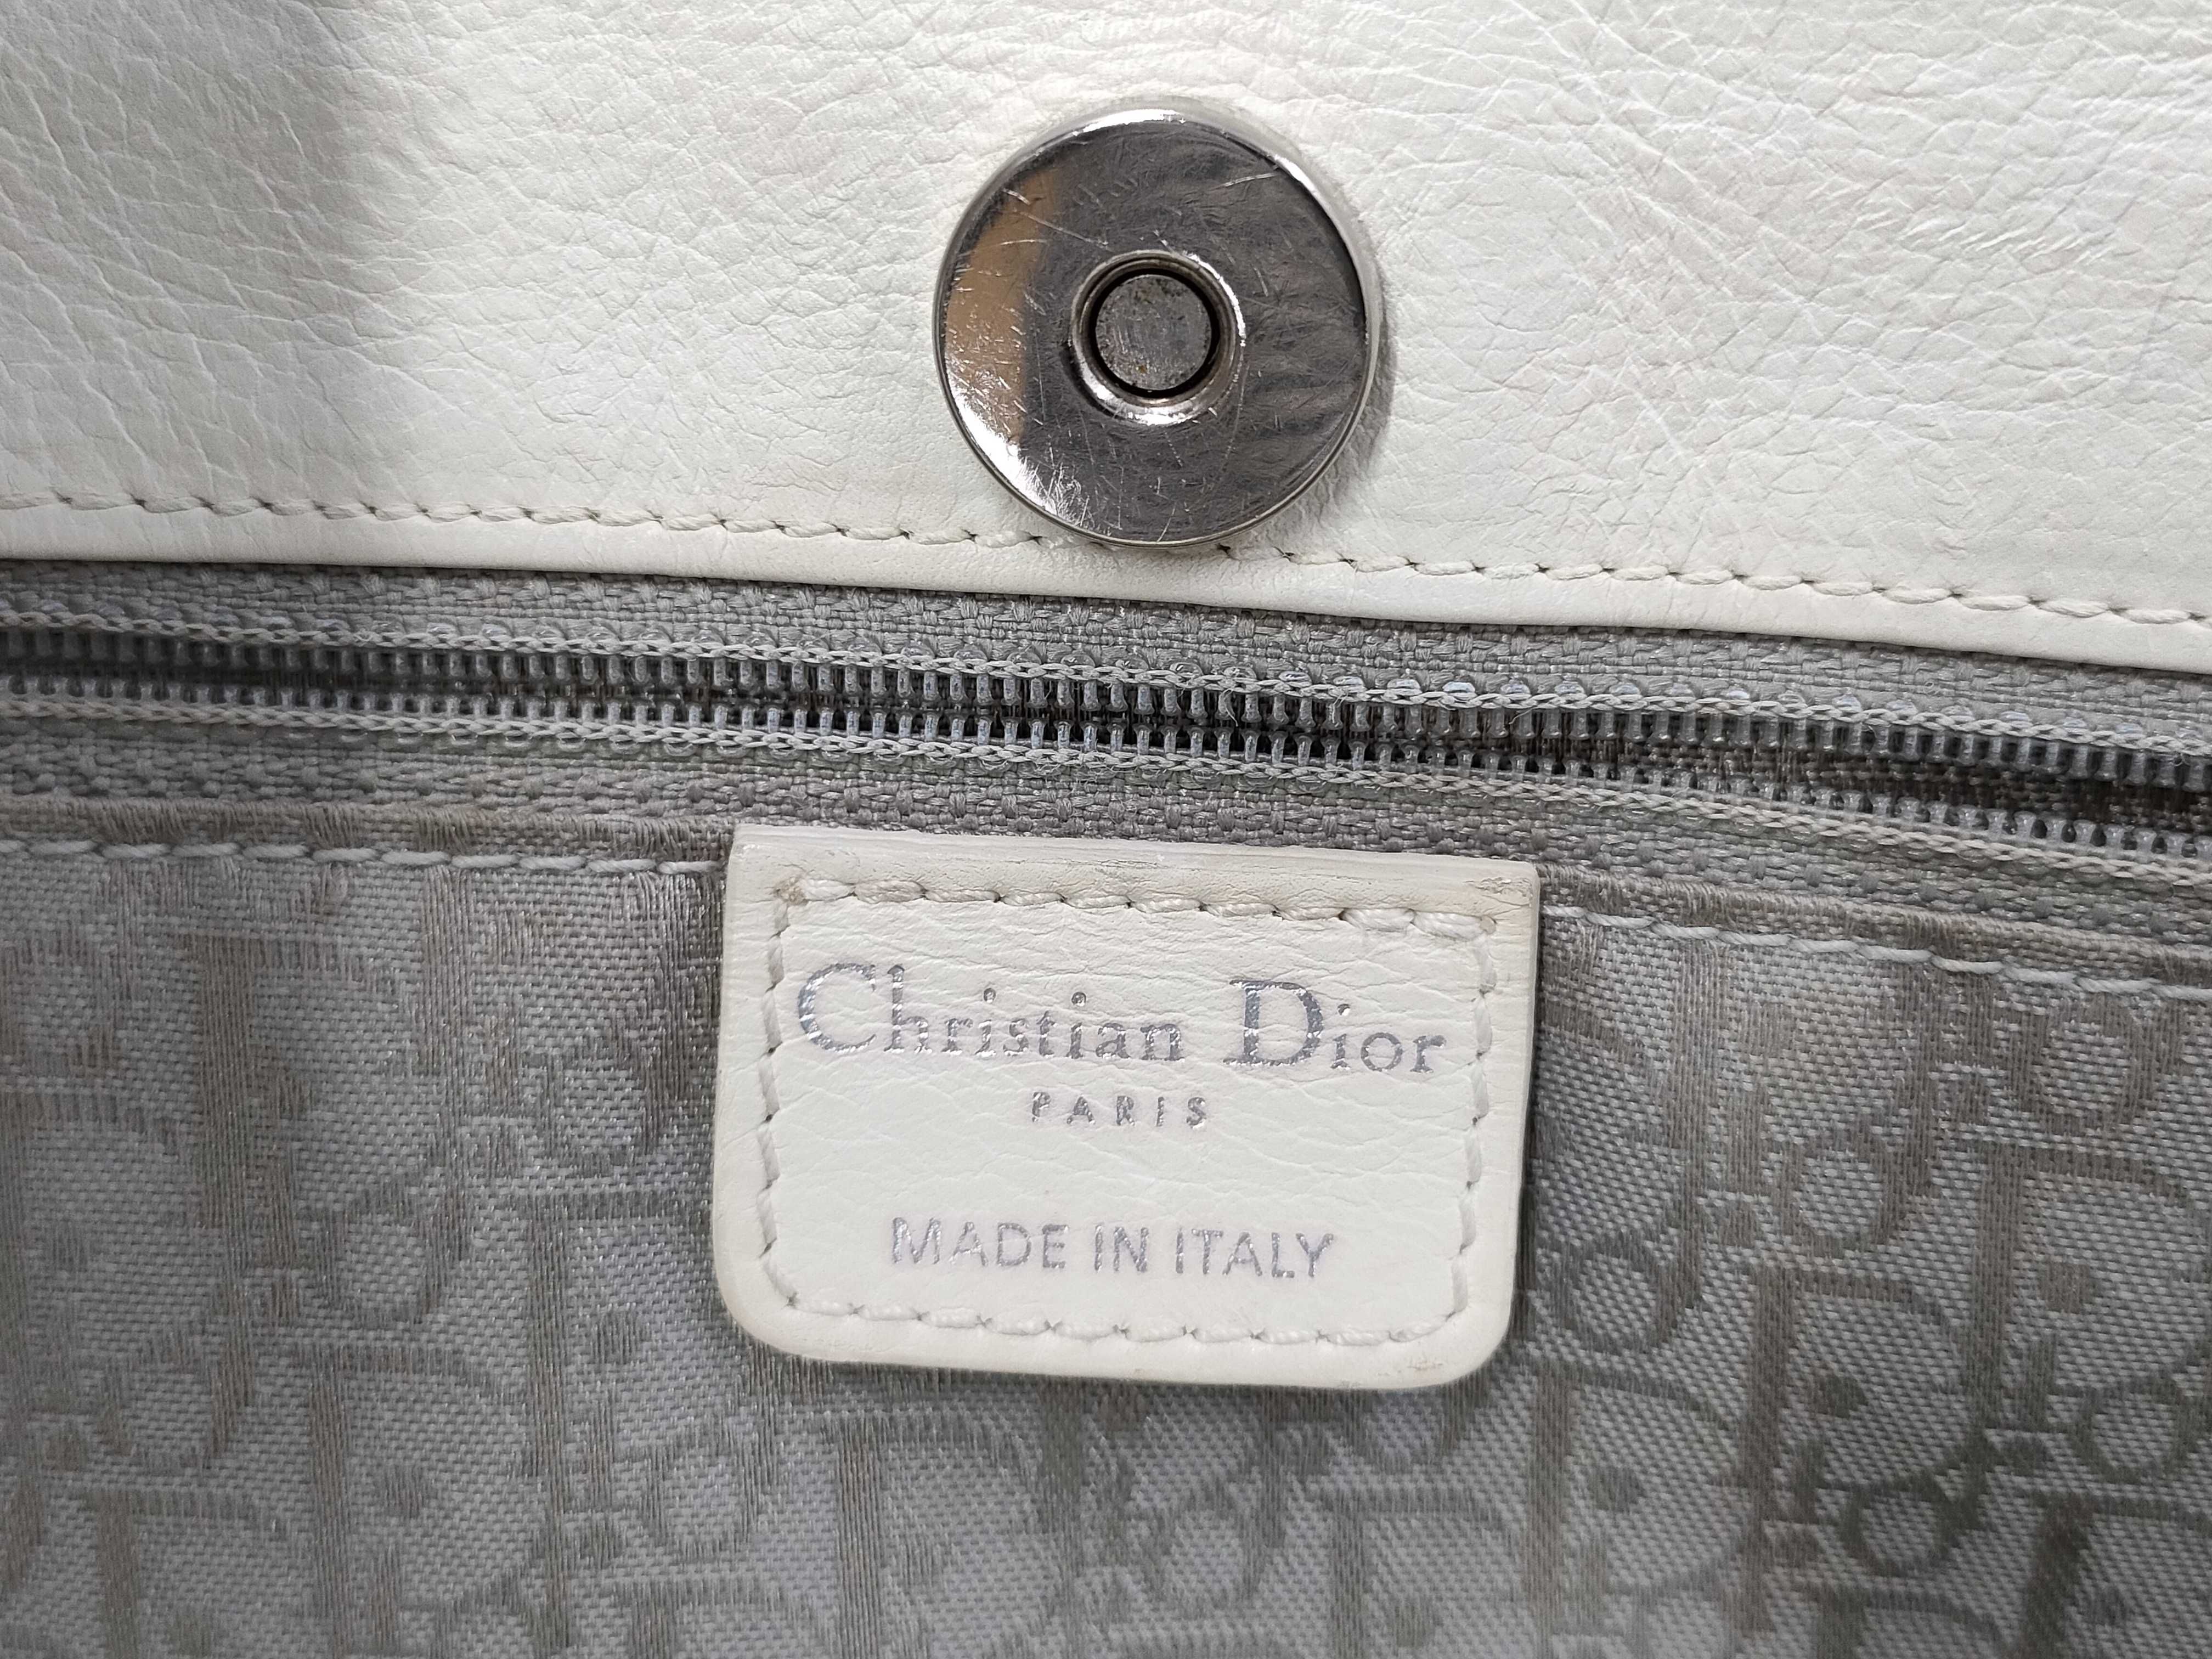 Christian Dior
PARIS
MADE IN ITALY